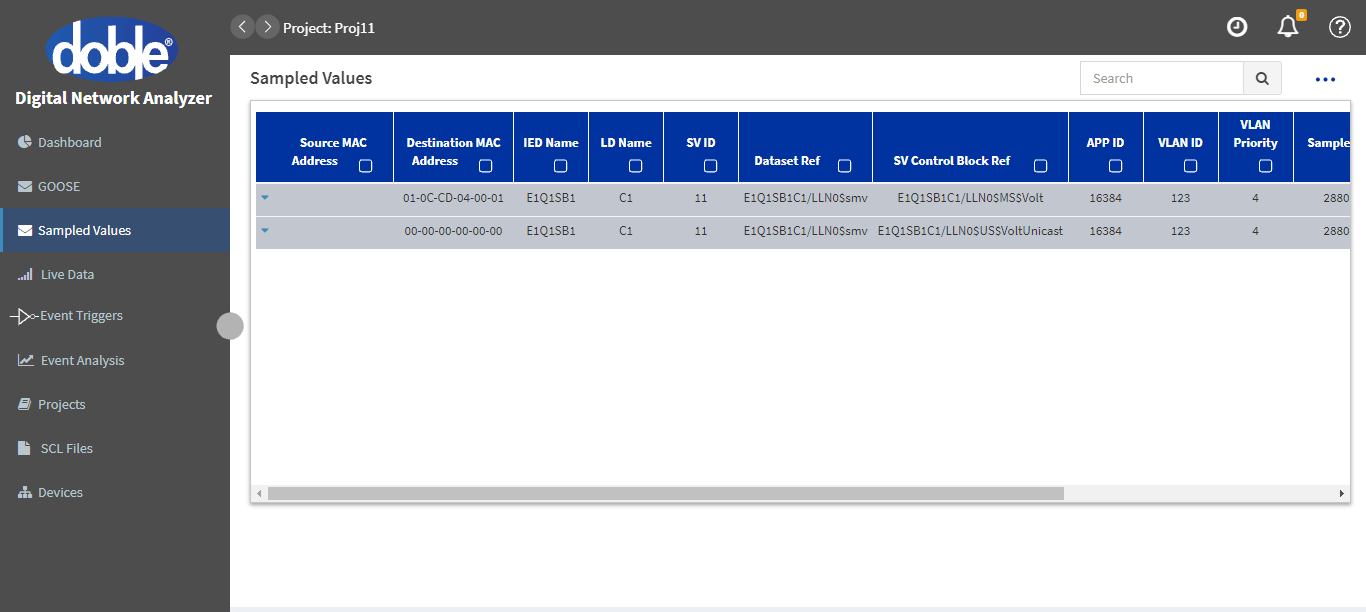 doble®
Digital Network Analyzer
Dashboard
GOOSE
Sampled Values
Live Data
Event Triggers
Event Analysis
Projects
SCL Files
Devices
Project: Proj11
0
Sampled Values
Search
Source MAC Address
Destination MAC Address
IED Name
LD Name
SV ID
Dataset Ref
SV Control Block Ref
APP ID
VLAN ID
VLAN Priority
Sample
01-0C-CD-04-00-01 E1Q1SB1 C1 11 E1Q1SB1C1/LLN0$smv E1Q1SB1C1/LLN0$MS$Volt 16384 123 4 2880
00-00-00-00-00-00 E1Q1SB1 C1 11 E1Q1SB1C1/LLN0$smv E1Q1SB1C1/LLN0$US$VoltUnicast 16384 123 4 2880